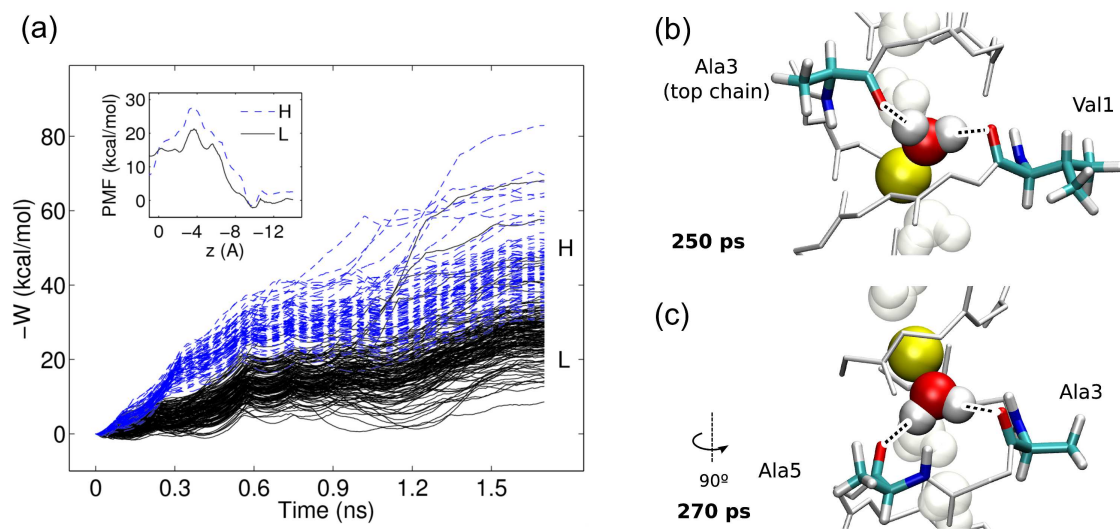 (a)
−W (kcal/mol)
80
60
40
20
0
0
0.3
0.6
0.9
1.2
1.5
Time (ns)
H
L
PMF (kcal/mol)
30
20
10
0
0
−4
−8
−12
z (A)
H
L
(b)
Ala3
(top chain)
Val1
250 ps
(c)
Ala3
Ala5
90º
270 ps